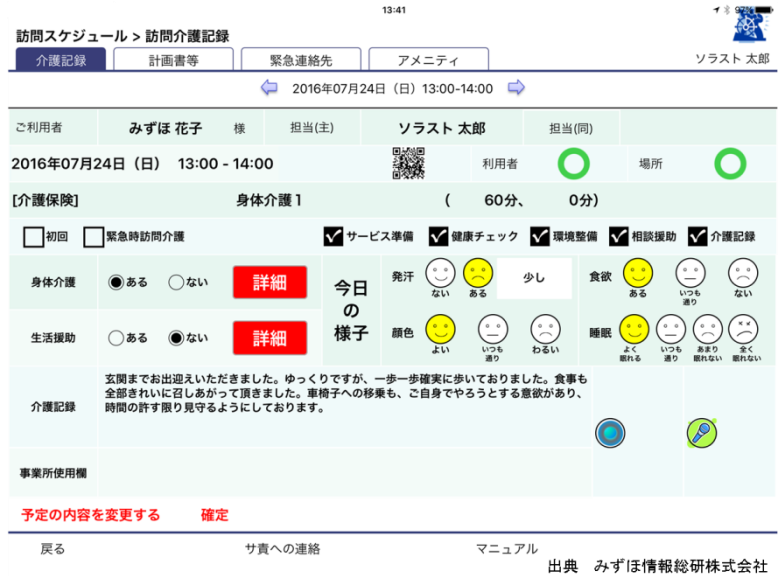 13:41
97%
訪問スケジュール > 訪問介護記録
介護記録 計画書等 緊急連絡先 アメニティ ソラスト 太郎
2016年07月24日（日）13:00-14:00
ご利用者 みずほ 花子 様 担当(主) ソラスト 太郎 担当(同)
2016年07月24日（日） 13:00 - 14:00 利用者 場所
[介護保険] 身体介護１ ( 60分、 0分)
初回 緊急時訪問介護 サービス準備 健康チェック 環境整備 相談援助 介護記録
身体介護 ある ない 詳細
生活援助 ある ない 詳細
今日
の
様子
発汗 ない ある 少し
食欲 ある いつも通り ない
顔色 よい いつも通り わるい
睡眠 よく眠れる いつも通り あまり眠れない 全く眠れない
介護記録
玄関までお出迎えいただきました。ゆっくりですが、一歩一歩確実に歩いておりました。食事も
全部きれいに召しあがって頂きました。車椅子への移乗も、ご自身でやろうとする意欲があり、
時間の許す限り見守るようにしております。
事業所使用欄
予定の内容を変更する 確定
戻る サ責への連絡 マニュアル
出典 みずほ情報総研株式会社